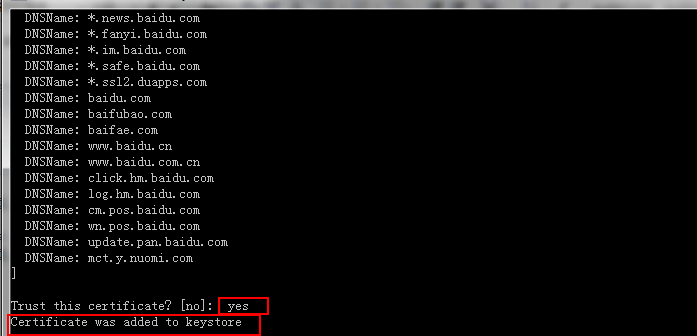 DNSName: *.news.baidu.com
DNSName: *.fanyi.baidu.com
DNSName: *.im.baidu.com
DNSName: *.safe.baidu.com
DNSName: *.ssl2.duapps.com
DNSName: baidu.com
DNSName: baifubao.com
DNSName: baifae.com
DNSName: www.baidu.cn
DNSName: www.baidu.com.cn
DNSName: click.hm.baidu.com
DNSName: log.hm.baidu.com
DNSName: cm.pos.baidu.com
DNSName: wn.pos.baidu.com
DNSName: update.pan.baidu.com
DNSName: mct.y.nuomi.com
]
Trust this certificate? [no]: yes
Certificate was added to keystore